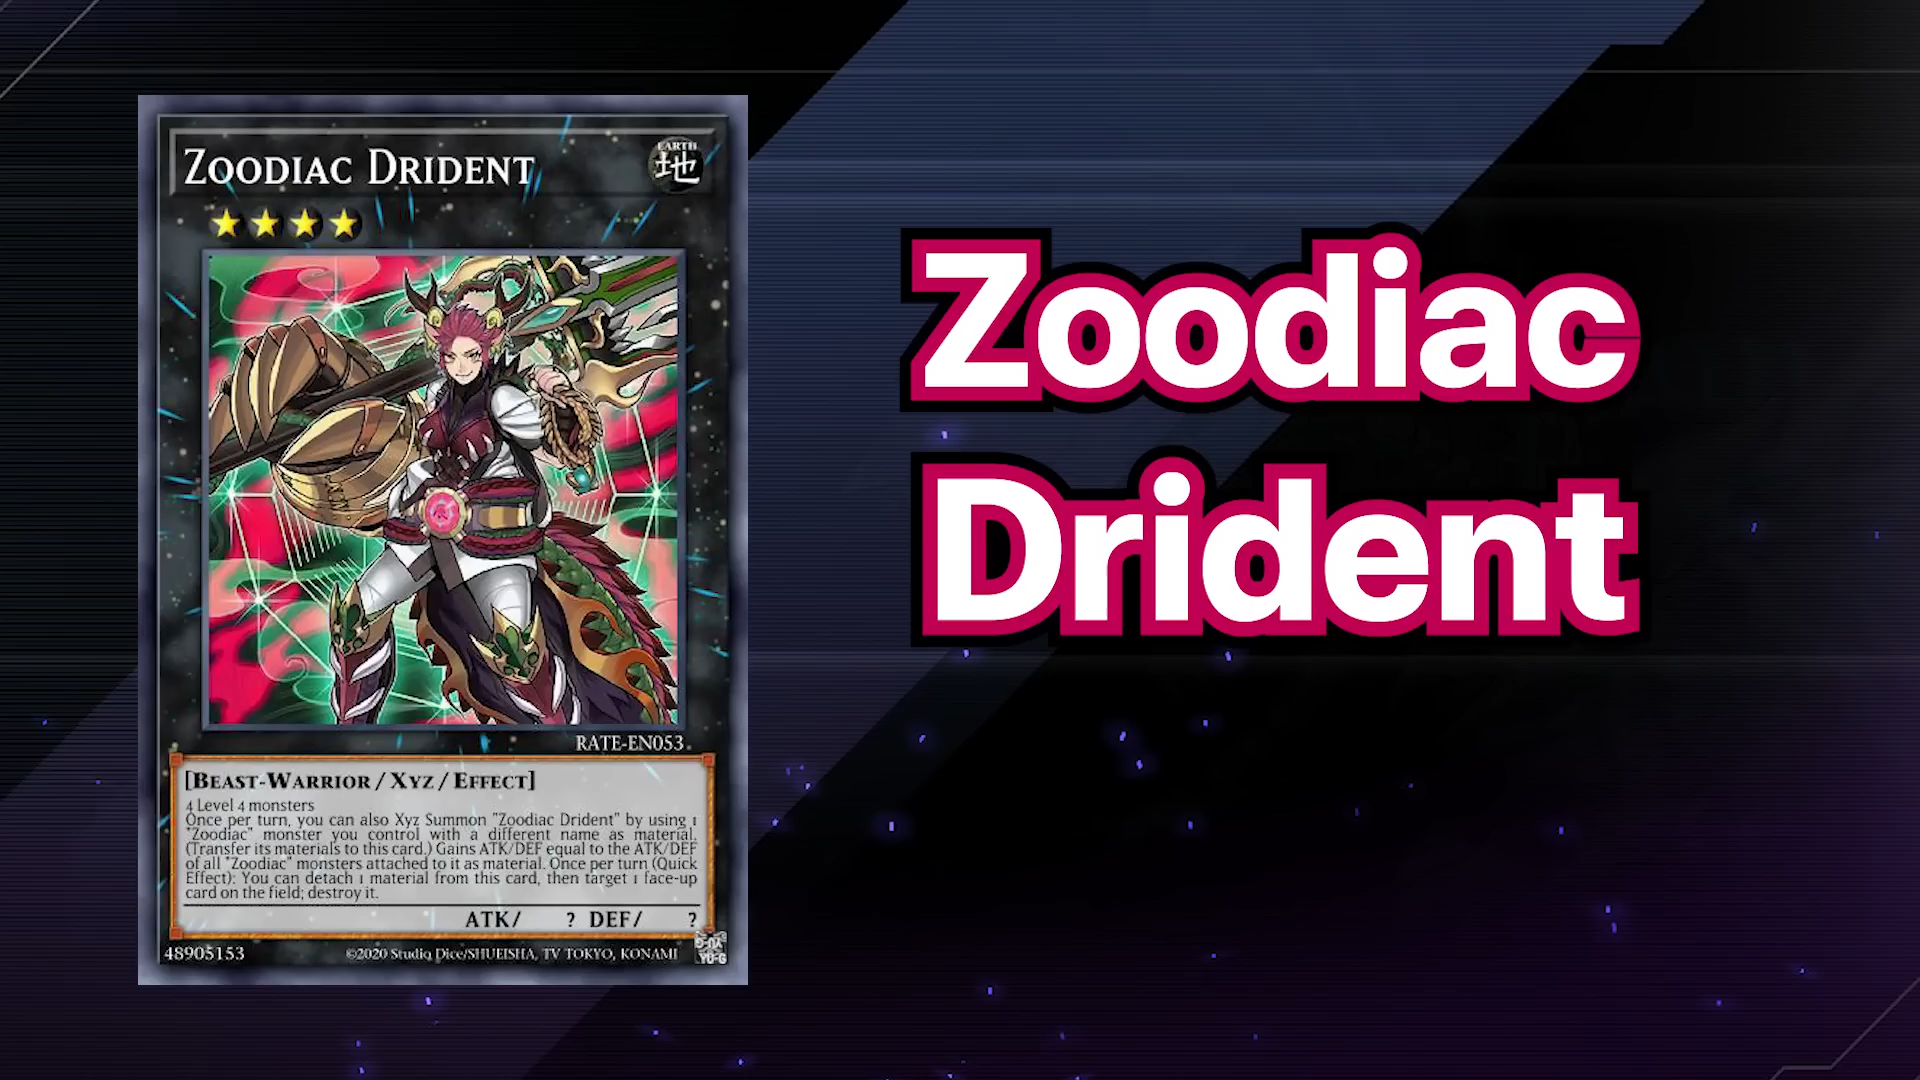 ZOODIAC DRIDENT
EARTH
地
RATE-EN053
[BEAST-WARRIOR / XYZ / EFFECT]
4 Level 4 monsters
Once per turn, you can also Xyz Summon "Zoodiac Drident" by using 1
"Zoodiac" monster you control with a different name as material.
(Transfer its materials to this card.) Gains ATK/DEF equal to the ATK/DEF
of all "Zoodiac" monsters attached to it as material. Once per turn (Quick
Effect): You can detach 1 material from this card, then target 1 face-up
card on the field; destroy it.
ATK/ ? DEF/ ?
48905153
©2020 Studio Dice/SHUEISHA, TV TOKYO, KONAMI
Zoodiac
Drident